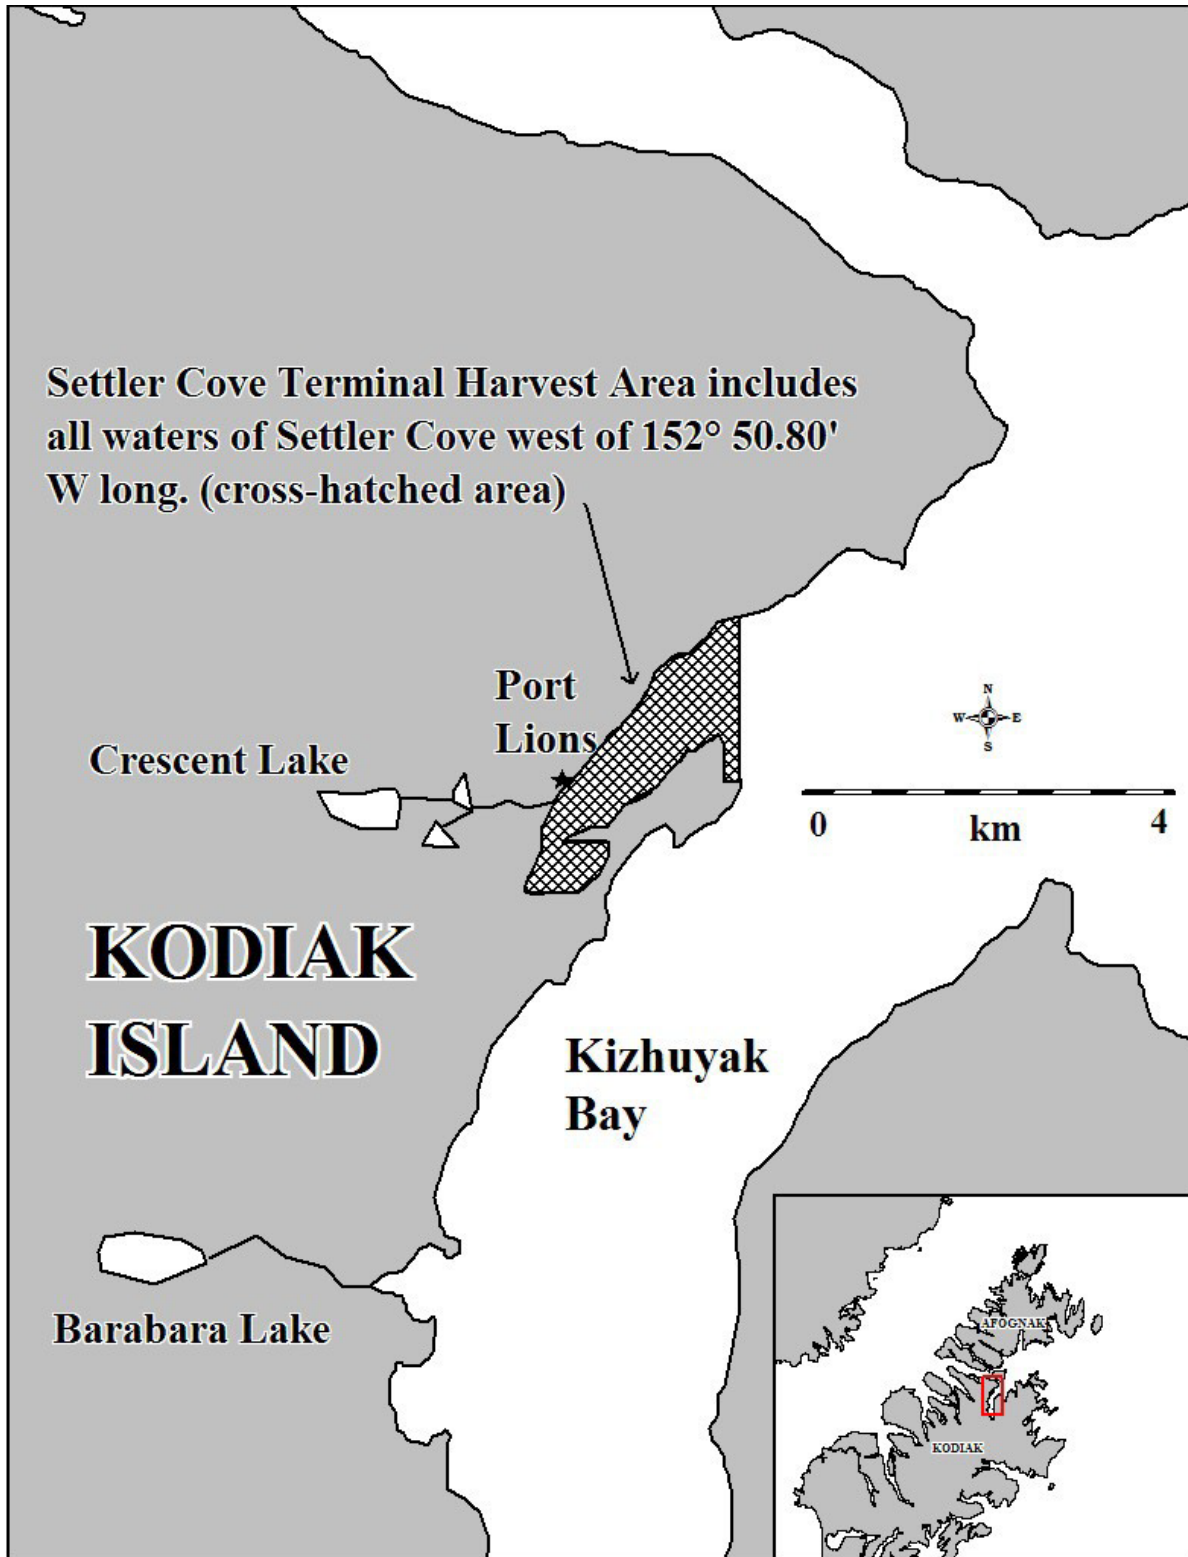 Settler Cove Terminal Harvest Area includes
all waters of Settler Cove west of 152° 50.80'
W long. (cross-hatched area)
Port
Lions
Crescent Lake
N
W
E
S
0
km
4
KODIAK
ISLAND
Kizhuyak
Bay
Barabara Lake
AFOGNAK
KODIAK